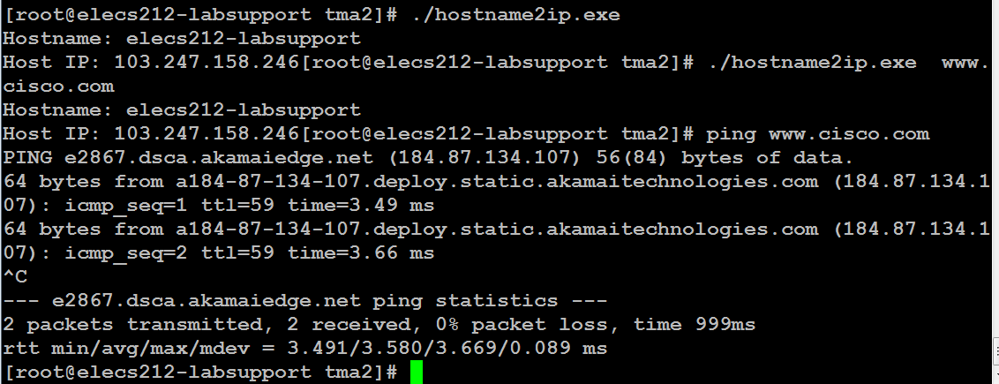 [root@elecs212-labsupport tma2]# ./hostname2ip.exe
Hostname: elecs212-labsupport
Host IP: 103.247.158.246[root@elecs212-labsupport tma2]# ./hostname2ip.exe  www.
cisco.com
Hostname: elecs212-labsupport
Host IP: 103.247.158.246[root@elecs212-labsupport tma2]# ping www.cisco.com
PING e2867.dsca.akamaiedge.net (184.87.134.107) 56(84) bytes of data.
64 bytes from a184-87-134-107.deploy.static.akamaitechnologies.com (184.87.134.1
07): icmp_seq=1 ttl=59 time=3.49 ms
64 bytes from a184-87-134-107.deploy.static.akamaitechnologies.com (184.87.134.1
07): icmp_seq=2 ttl=59 time=3.66 ms
^C
--- e2867.dsca.akamaiedge.net ping statistics ---
2 packets transmitted, 2 received, 0% packet loss, time 999ms
rtt min/avg/max/mdev = 3.491/3.580/3.669/0.089 ms
[root@elecs212-labsupport tma2]#